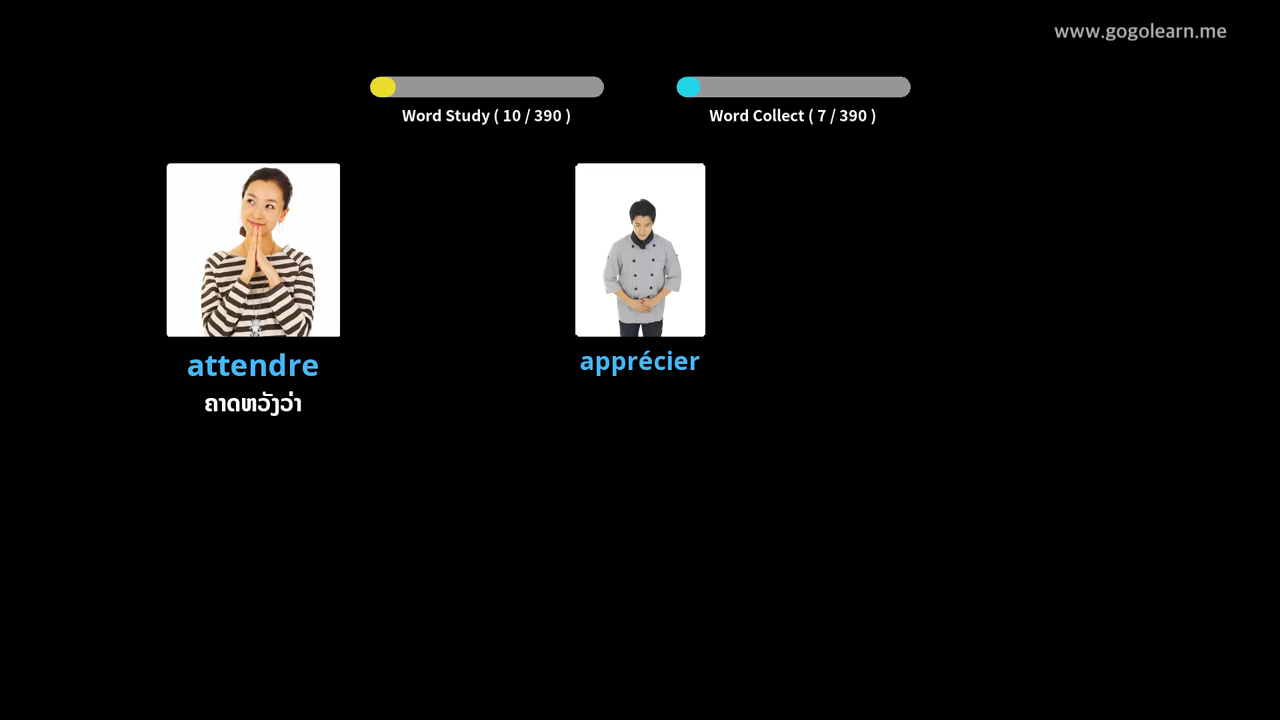 www.gogolearn.me
Word Study ( 10 / 390 )
Word Collect ( 7 / 390 )
attendre
ຄາດຫວັງວ່າ
apprécier